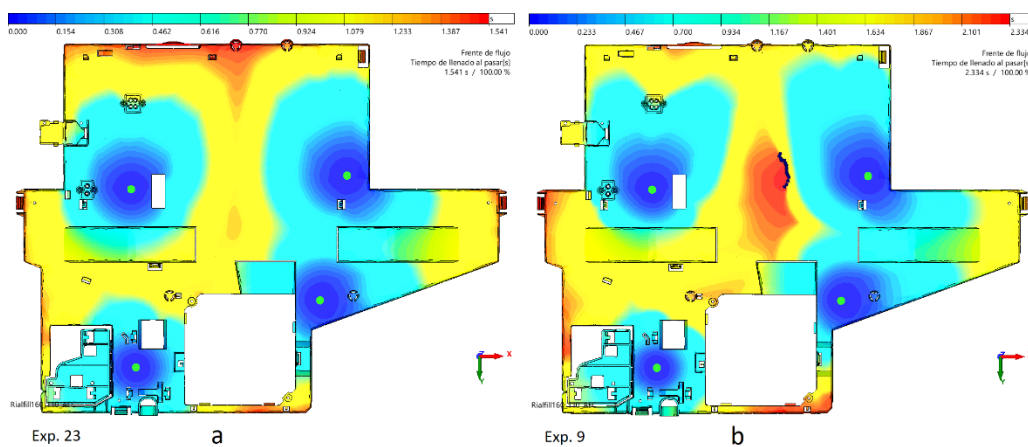 0.000 0.154 0.308 0.462 0.616 0.770 0.924 1.079 1.233 1.387 1.541
s
Frente de flujo
Tiempo de llenado al pasar[s]
1.541 s / 100.00 %
Z X
Y
Exp. 23
a
0.000 0.233 0.467 0.700 0.934 1.167 1.401 1.634 1.867 2.101 2.334
s
Frente de flujo
Tiempo de llenado al pasar[s]
2.334 s / 100.00 %
Z X
Y
Exp. 9
b